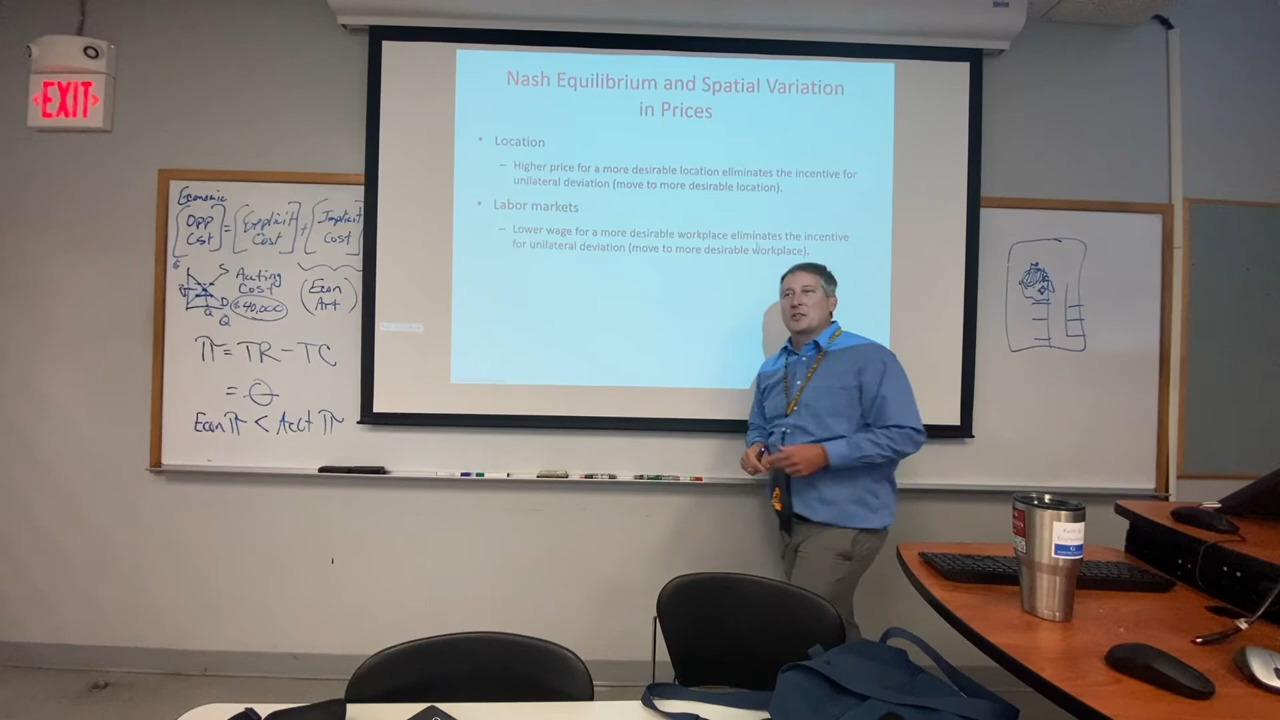 EXIT
Nash Equilibrium and Spatial Variation
in Prices
• Location
– Higher price for a more desirable location eliminates the incentive for
unilateral deviation (move to more desirable location).
• Labor markets
– Lower wage for a more desirable workplace eliminates the incentive
for unilateral deviation (move to more desirable workplace).
Economic
[Opp Cst] = [Explicit Cost] + [Implicit Cost]
S
Accting
Cost
$40,000
(Econ
Art)
D
Q
Q
π = TR - TC
=
Econ π < Acct π